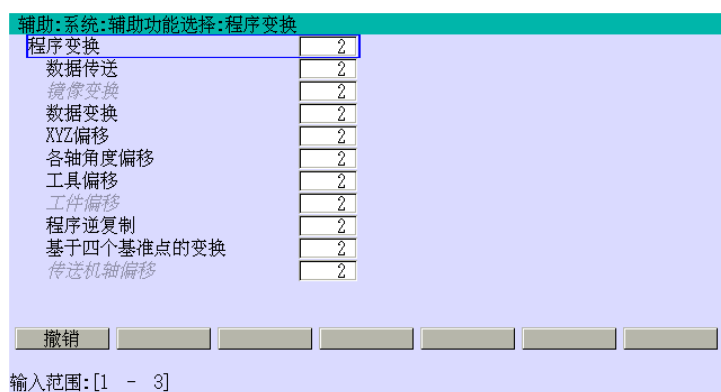 辅助:系统:辅助功能选择:程序变换
程序变换 2
数据传送 2
镜像变换 2
数据变换 2
XYZ偏移 2
各轴角度偏移 2
工具偏移 2
工件偏移 2
程序逆复制 2
基于四个基准点的变换 2
传送机轴偏移 2
撤销
输入范围:[1 - 3]